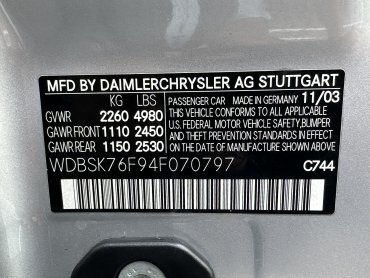 MFD BY DAIMLERCHRYSLER AG STUTTGART
KG LBS
GVWR 2260 4980
GAWR FRONT 1110 2450
GAWR REAR 1150 2530
PASSENGER CAR MADE IN GERMANY 11/03
THIS VEHICLE CONFORMS TO ALL APPLICABLE
U.S. FEDERAL MOTOR VEHICLE SAFETY, BUMPER
AND THEFT PREVENTION STANDARDS IN EFFECT
ON THE DATE OF MANUFACTURE SHOWN ABOVE.
WDBSK76F94F070797 C744